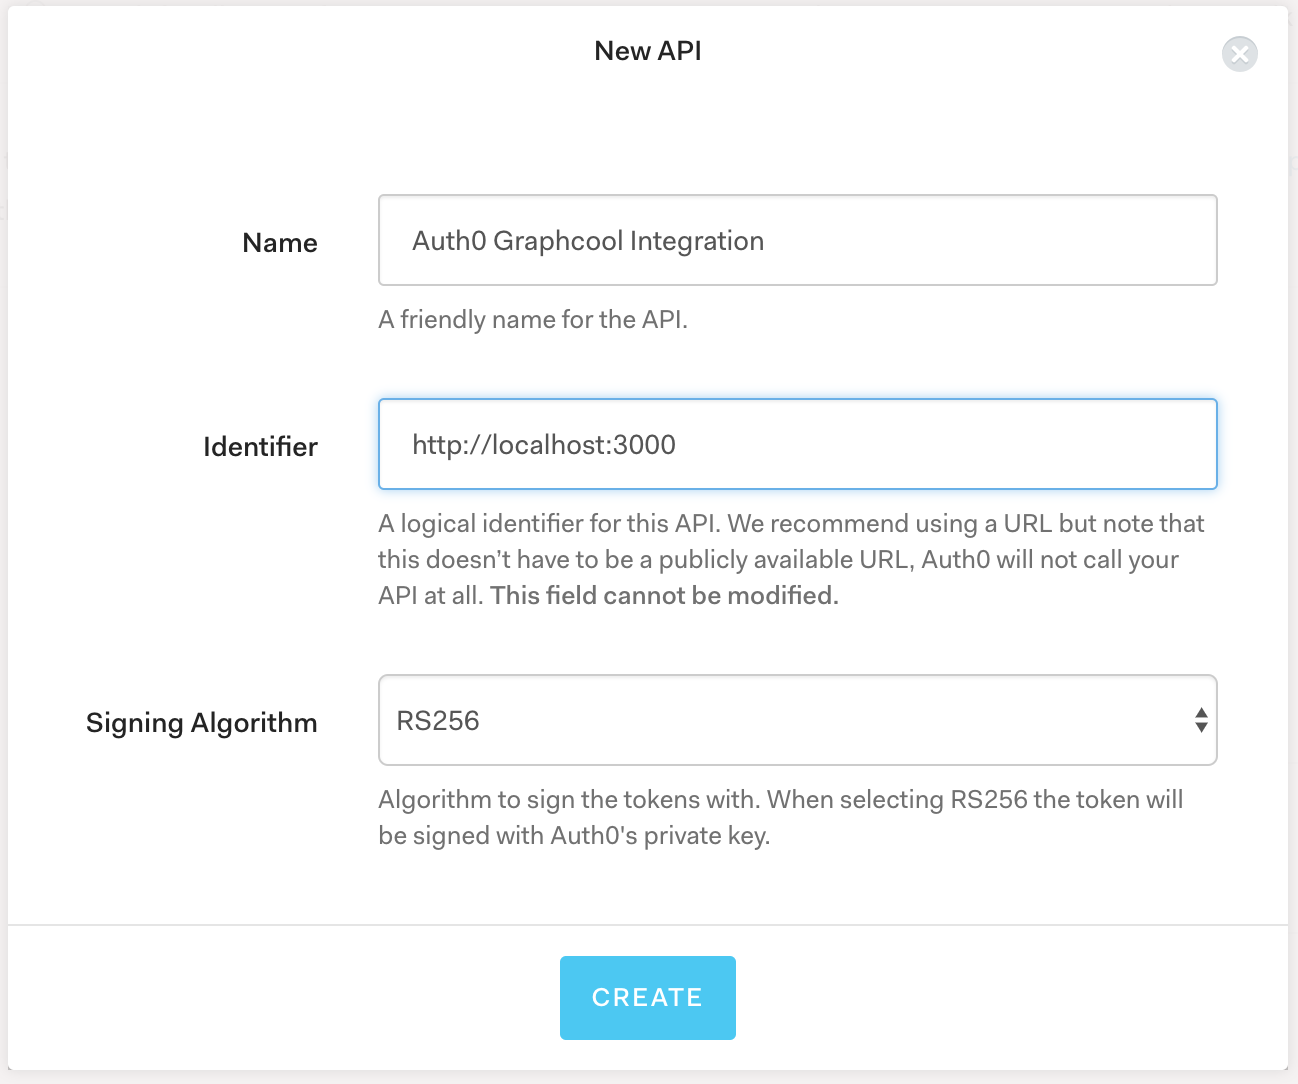 New API
Name
Auth0 Graphcool Integration
A friendly name for the API.
Identifier
http://localhost:3000
A logical identifier for this API. We recommend using a URL but note that
this doesn’t have to be a publicly available URL, Auth0 will not call your
API at all. This field cannot be modified.
Signing Algorithm
RS256
Algorithm to sign the tokens with. When selecting RS256 the token will
be signed with Auth0's private key.
CREATE